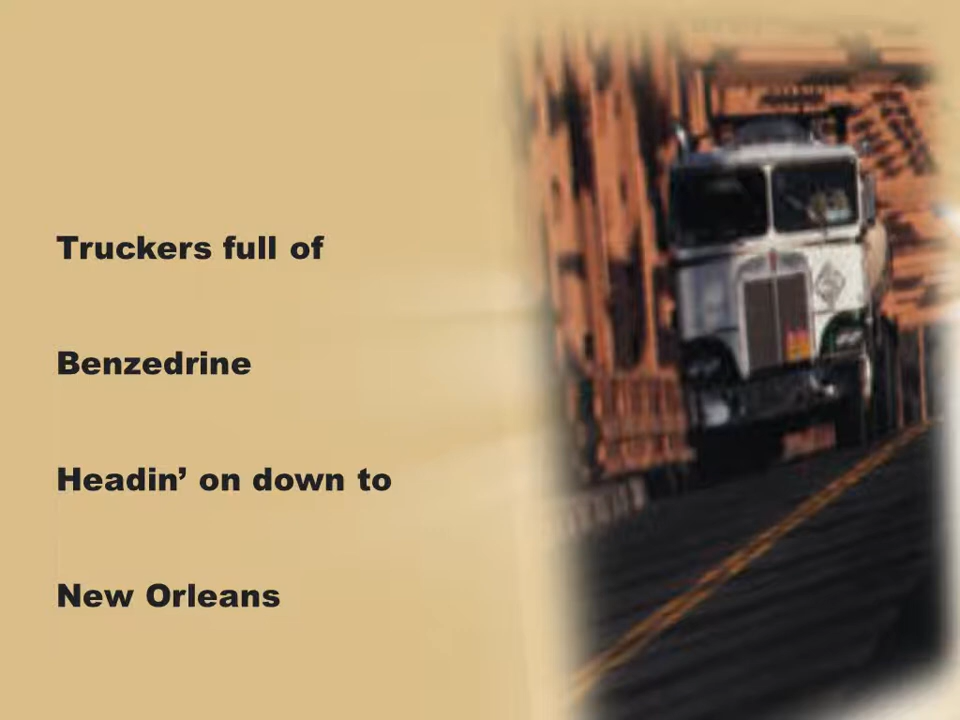 Truckers full of
Benzedrine
Headin’ on down to
New Orleans